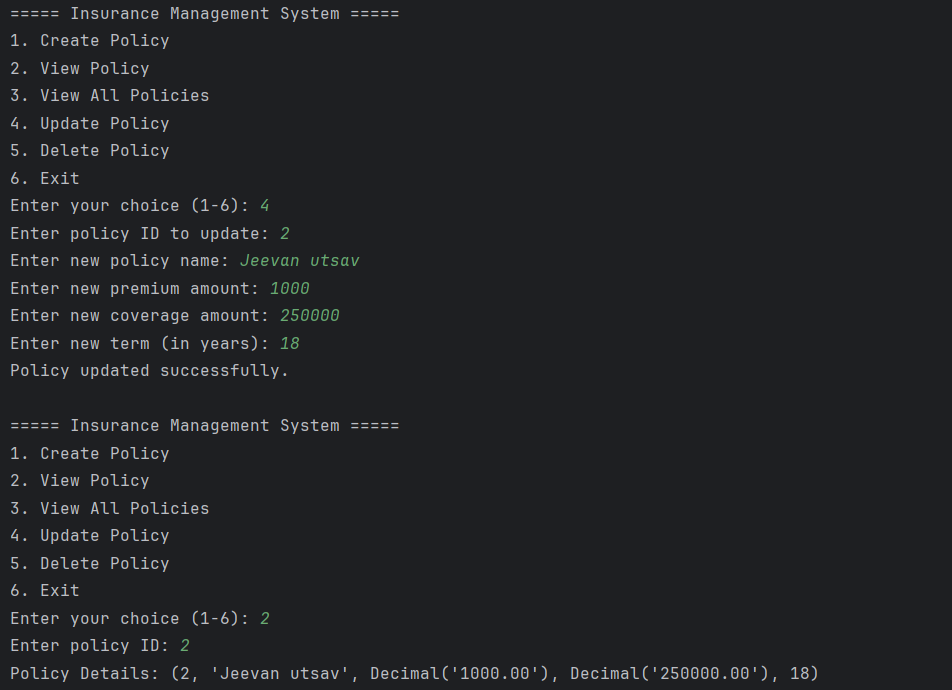 ===== Insurance Management System =====
1. Create Policy
2. View Policy
3. View All Policies
4. Update Policy
5. Delete Policy
6. Exit
Enter your choice (1-6): 4
Enter policy ID to update: 2
Enter new policy name: Jeevan utsav
Enter new premium amount: 1000
Enter new coverage amount: 250000
Enter new term (in years): 18
Policy updated successfully.
===== Insurance Management System =====
1. Create Policy
2. View Policy
3. View All Policies
4. Update Policy
5. Delete Policy
6. Exit
Enter your choice (1-6): 2
Enter policy ID: 2
Policy Details: (2, 'Jeevan utsav', Decimal('1000.00'), Decimal('250000.00'), 18)